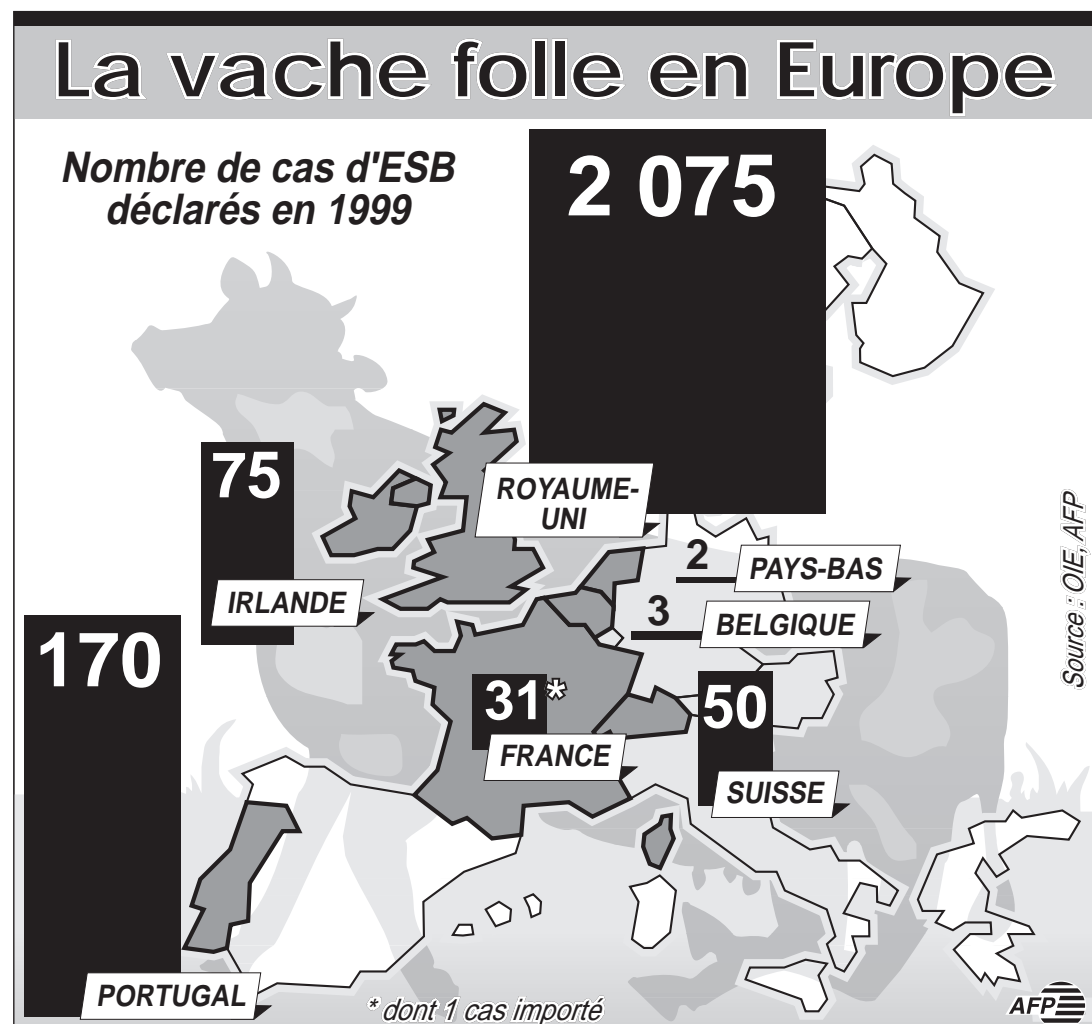 La vache folle en Europe
Nombre de cas d'ESB
déclarés en 1999
2 075
ROYAUME-
UNI
75
IRLANDE
2
PAYS-BAS
3
BELGIQUE
170
PORTUGAL
31*
FRANCE
50
SUISSE
* dont 1 cas importé
Source : OIE, AFP
AFP